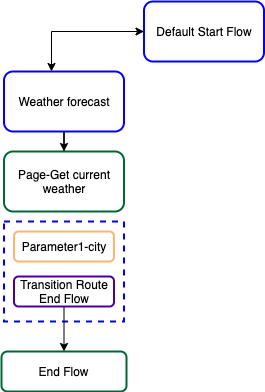 Default Start Flow
Weather forecast
Page-Get current
weather
Parameter1-city
Transition Route
End Flow
End Flow